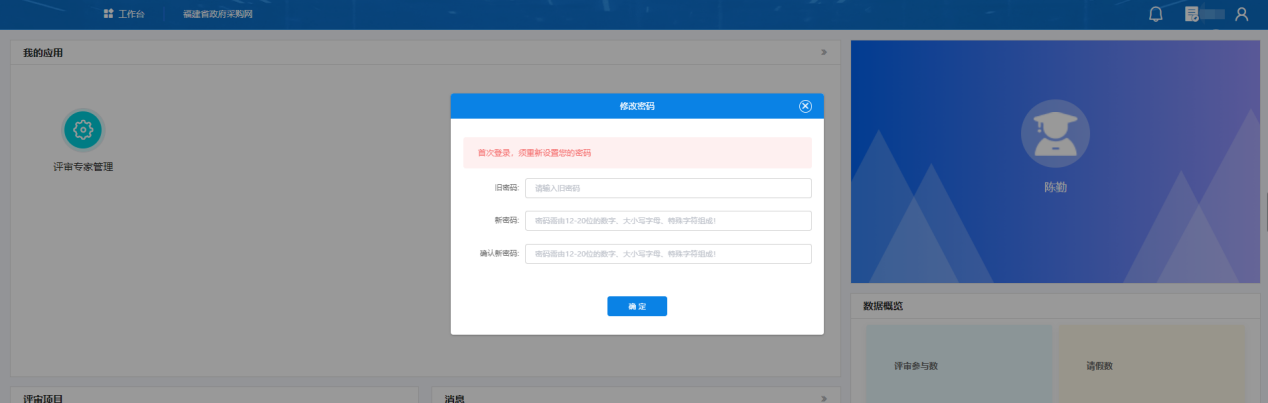 工作台
福建省政府采购网
我的应用
评审专家管理
修改密码
首次登录，须重新设置您的密码
旧密码:
请输入旧密码
新密码:
密码需由12-20位的数字、大小写字母、特殊字符组成!
确认新密码:
密码需由12-20位的数字、大小写字母、特殊字符组成!
确 定
陈勤
数据概览
评审参与数
请假数
评审项目
消息